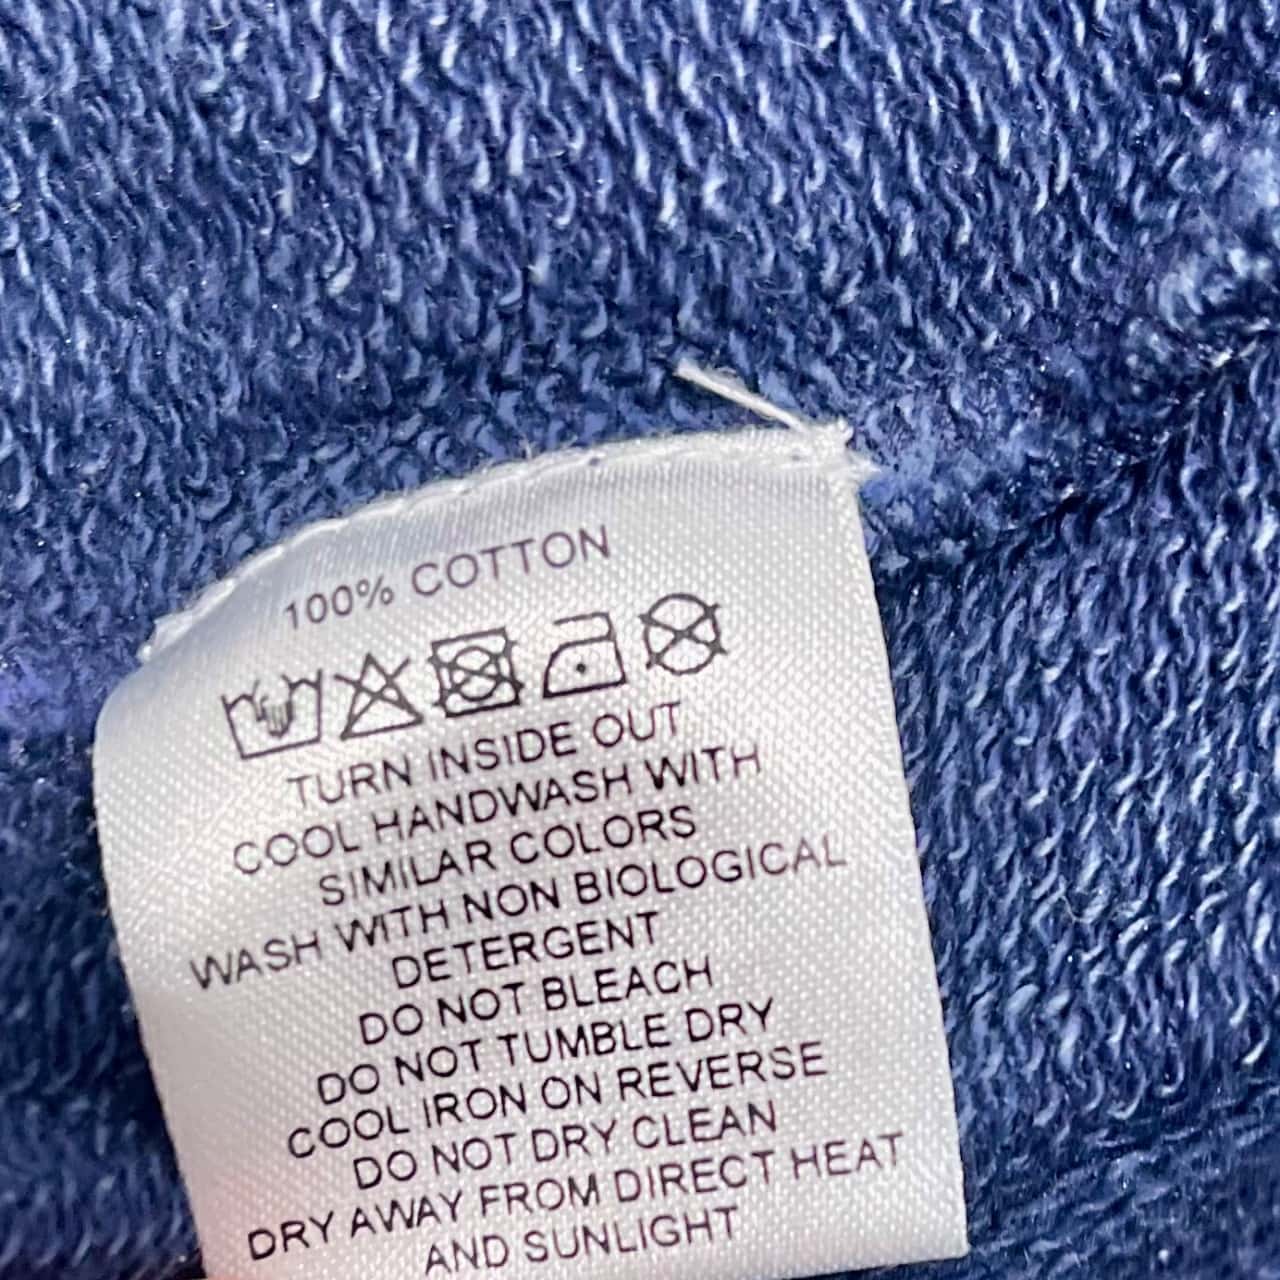 100% COTTON
TURN INSIDE OUT
COOL HANDWASH WITH
SIMILAR COLORS
WASH WITH NON BIOLOGICAL
DETERGENT
DO NOT BLEACH
DO NOT TUMBLE DRY
COOL IRON ON REVERSE
DO NOT DRY CLEAN
DRY AWAY FROM DIRECT HEAT
AND SUNLIGHT